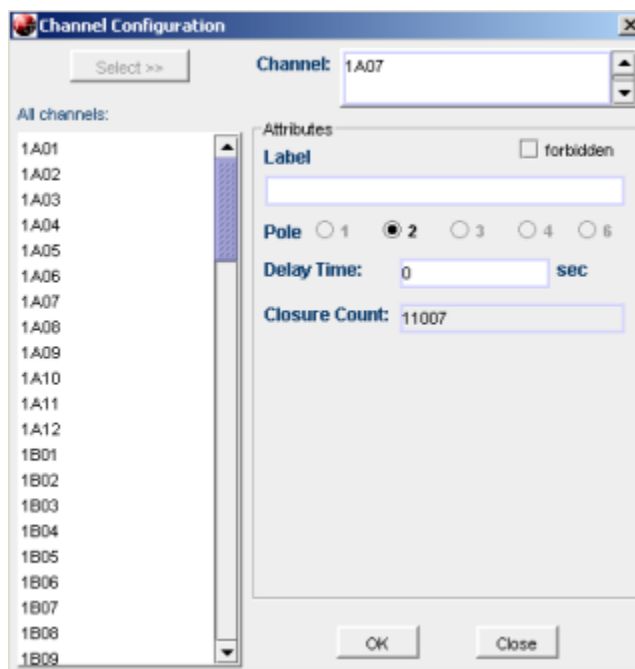 Channel Configuration
Select >>
Channel: 1A07
All channels:
1A01
1A02
1A03
1A04
1A05
1A06
1A07
1A08
1A09
1A10
1A11
1A12
1B01
1B02
1B03
1B04
1B05
1B06
1B07
1B08
1B09
Attributes
Label forbidden
Pole 1 2 3 4 6
Delay Time: 0 sec
Closure Count: 11007
OK Close